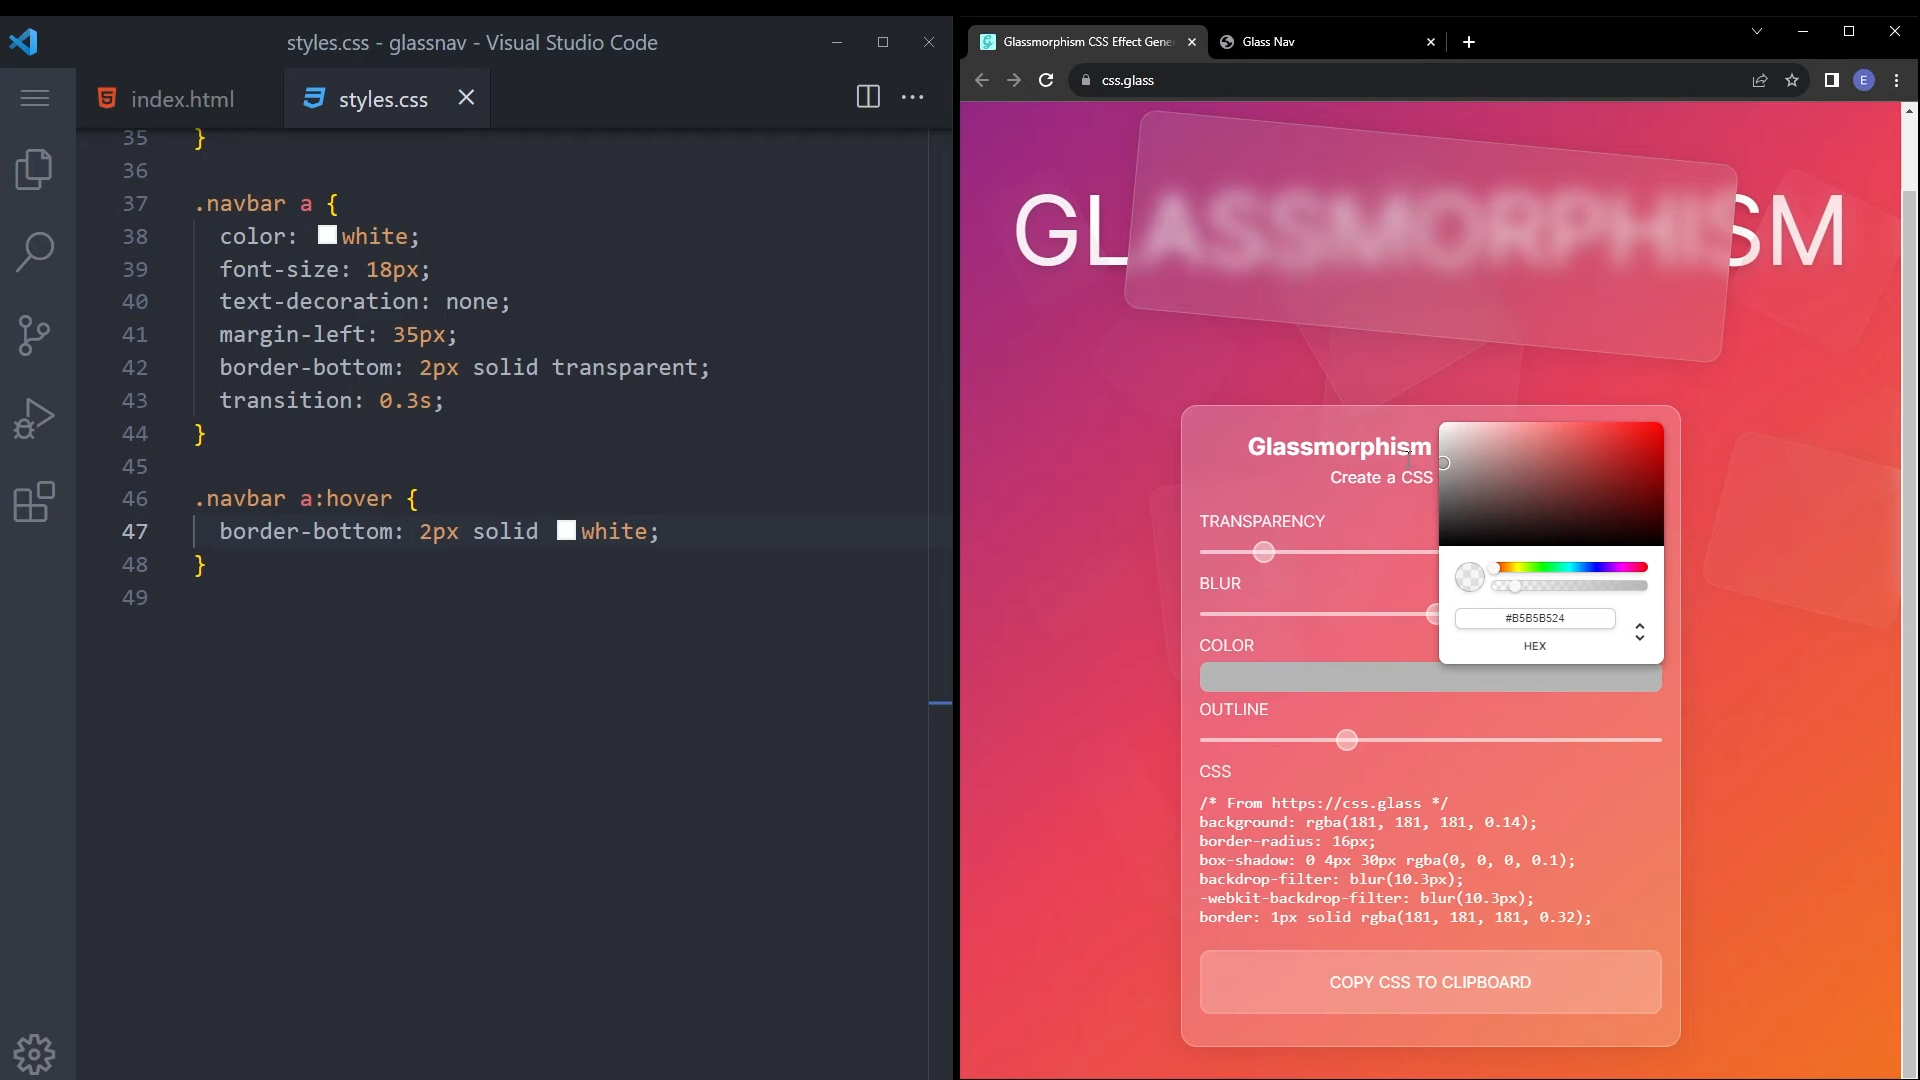 styles.css - glassnav - Visual Studio Code
index.html
styles.css
35 }
36
37 .navbar a {
38 color: white;
39 font-size: 18px;
40 text-decoration: none;
41 margin-left: 35px;
42 border-bottom: 2px solid transparent;
43 transition: 0.3s;
44 }
45
46 .navbar a:hover {
47 border-bottom: 2px solid white;
48 }
49
Glassmorphism CSS Effect Gene
Glass Nav
css.glass
E
GLASSMORPHISM
Glassmorphism
Create a CSS
TRANSPARENCY
BLUR
COLOR
#B5B5B524
HEX
OUTLINE
CSS
/* From https://css.glass */
background: rgba(181, 181, 181, 0.14);
border-radius: 16px;
box-shadow: 0 4px 30px rgba(0, 0, 0, 0.1);
backdrop-filter: blur(10.3px);
-webkit-backdrop-filter: blur(10.3px);
border: 1px solid rgba(181, 181, 181, 0.32);
COPY CSS TO CLIPBOARD